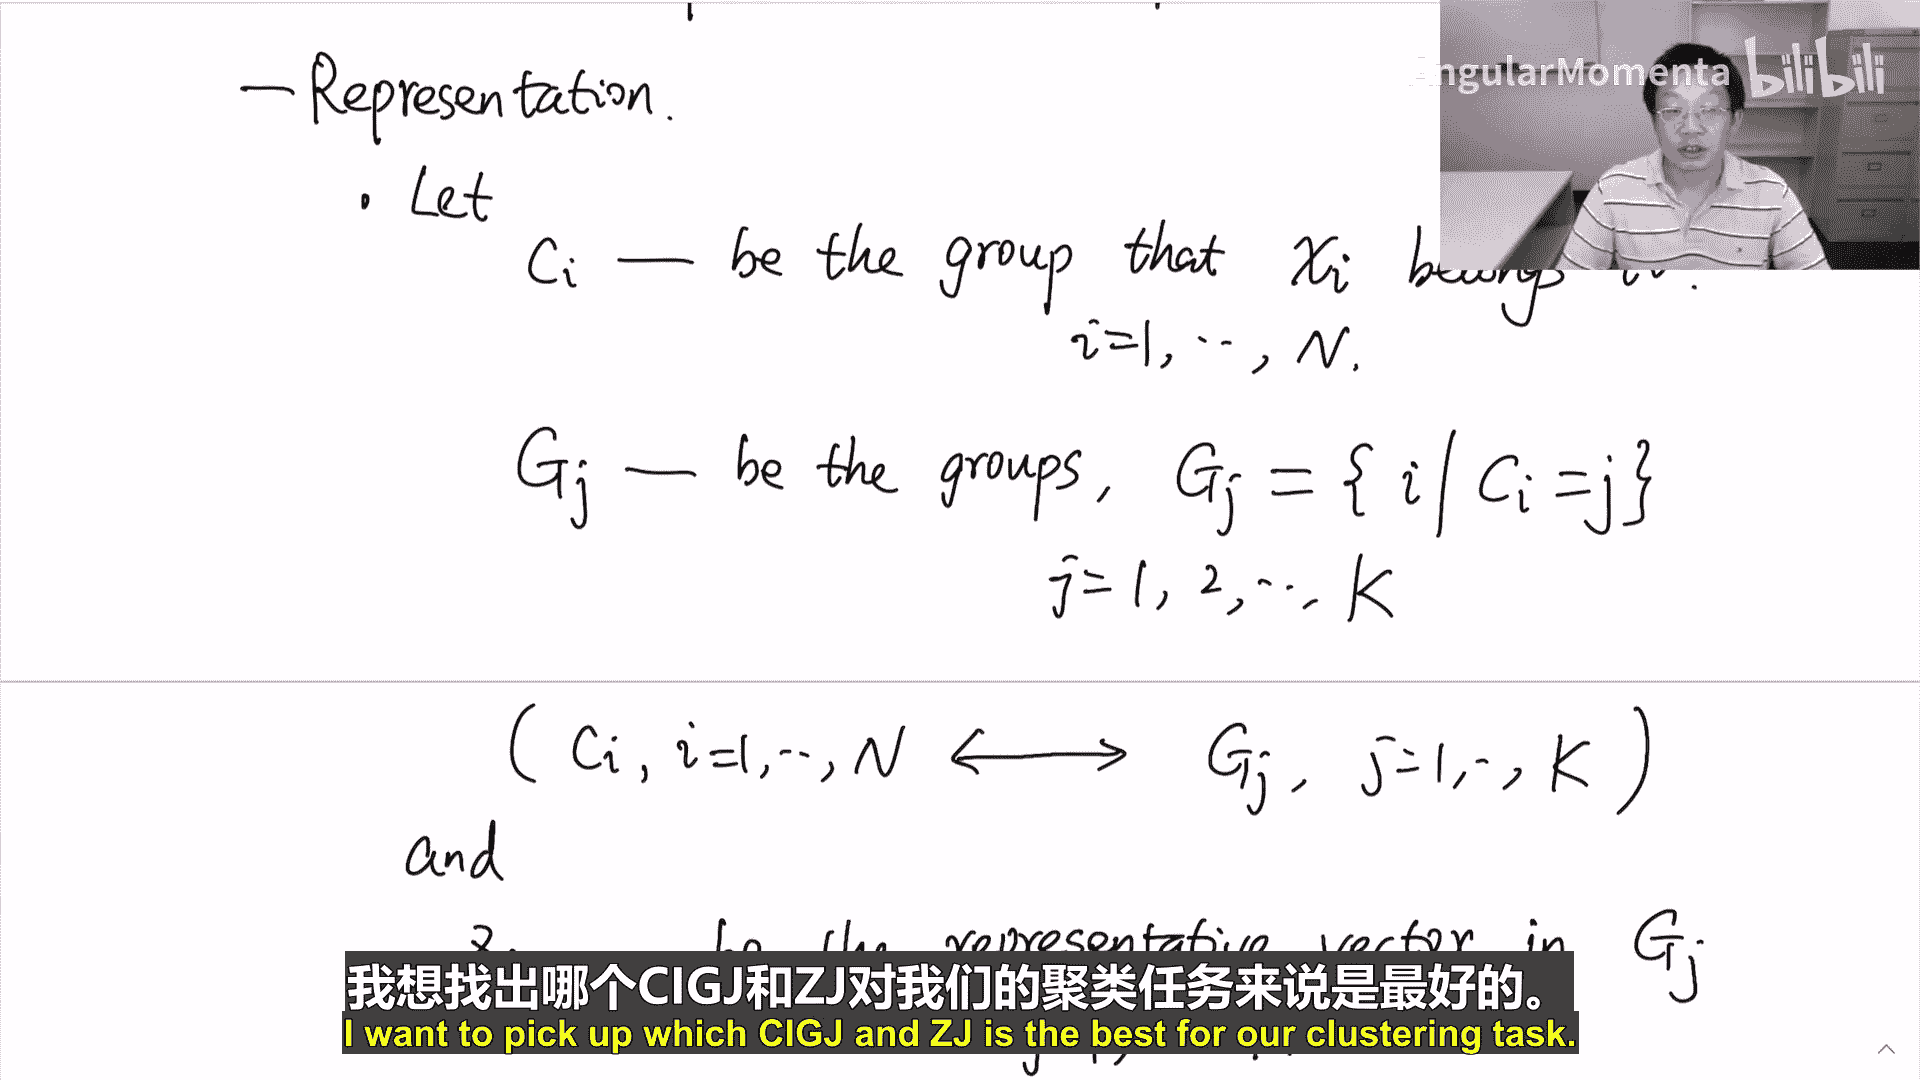 AngularMomenta bilibili
— Representation.
· Let
Ci — be the group that xi belongs
i=1, ···, N.
Gj — be the groups, Gj = { i | Ci = j }
j = 1, 2, ···, K
( Ci, i=1, ···, N ⟷ Gj, j=1, ··, K )
and
be the representative vector in Gj
我想找出哪个CIGJ和ZJ对我们的聚类任务来说是最好的。
I want to pick up which CIGJ and ZJ is the best for our clustering task.